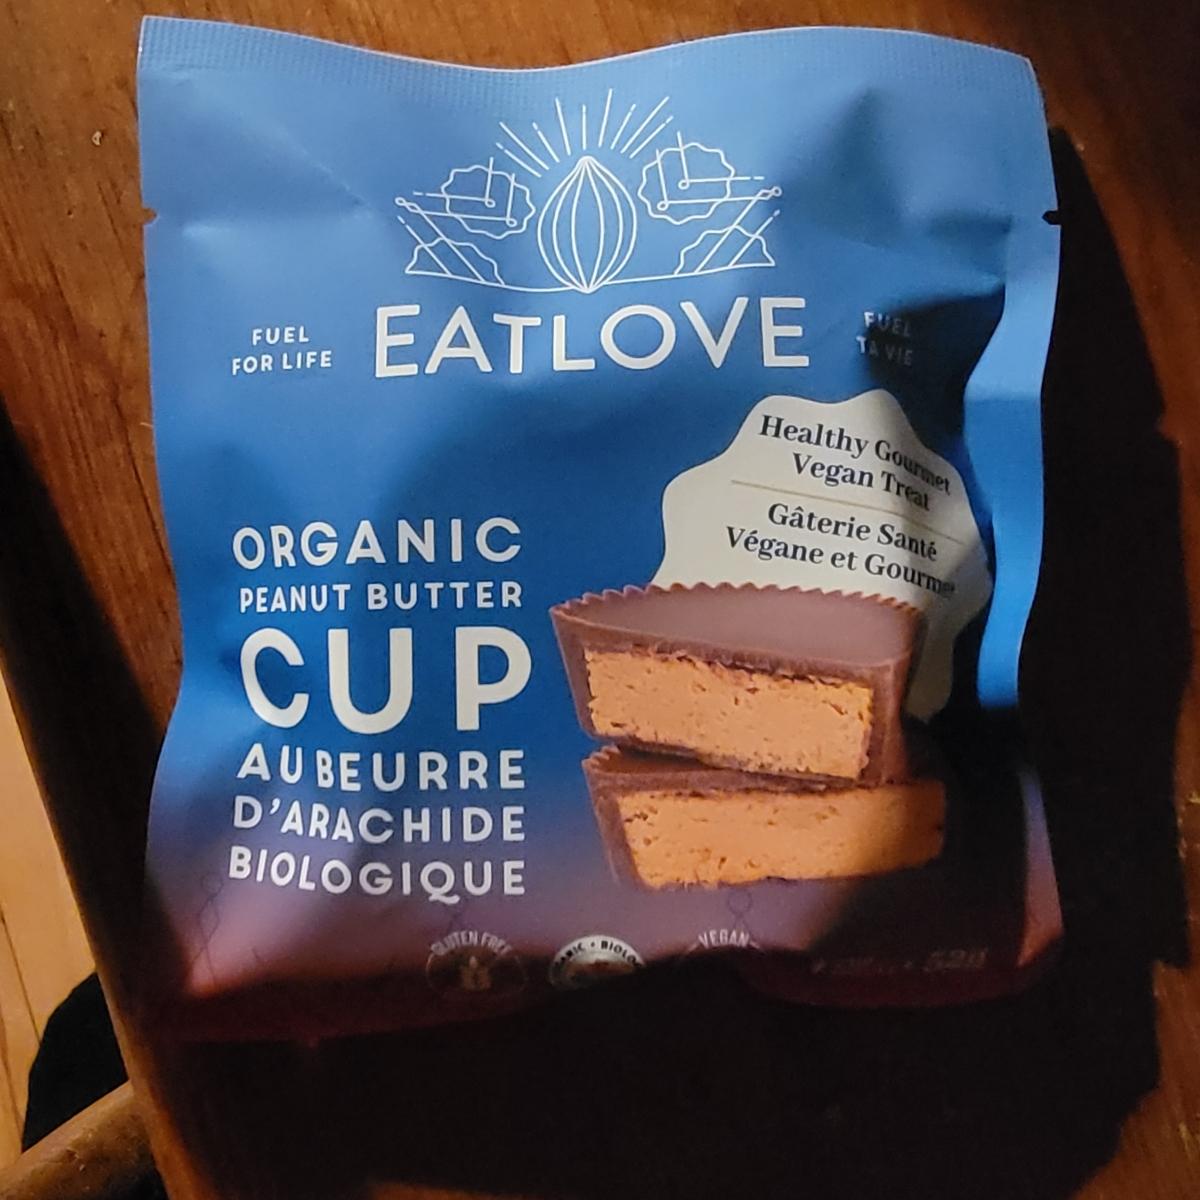 EATLOVE
FUEL
FOR LIFE
FUEL
TA VIE
Healthy Gourmet
Vegan Treat
Gâterie Santé
Végane et Gourme
ORGANIC
PEANUT BUTTER
CUP
AU BEURRE
D'ARACHIDE
BIOLOGIQUE
GLUTEN FREE
VEGAN